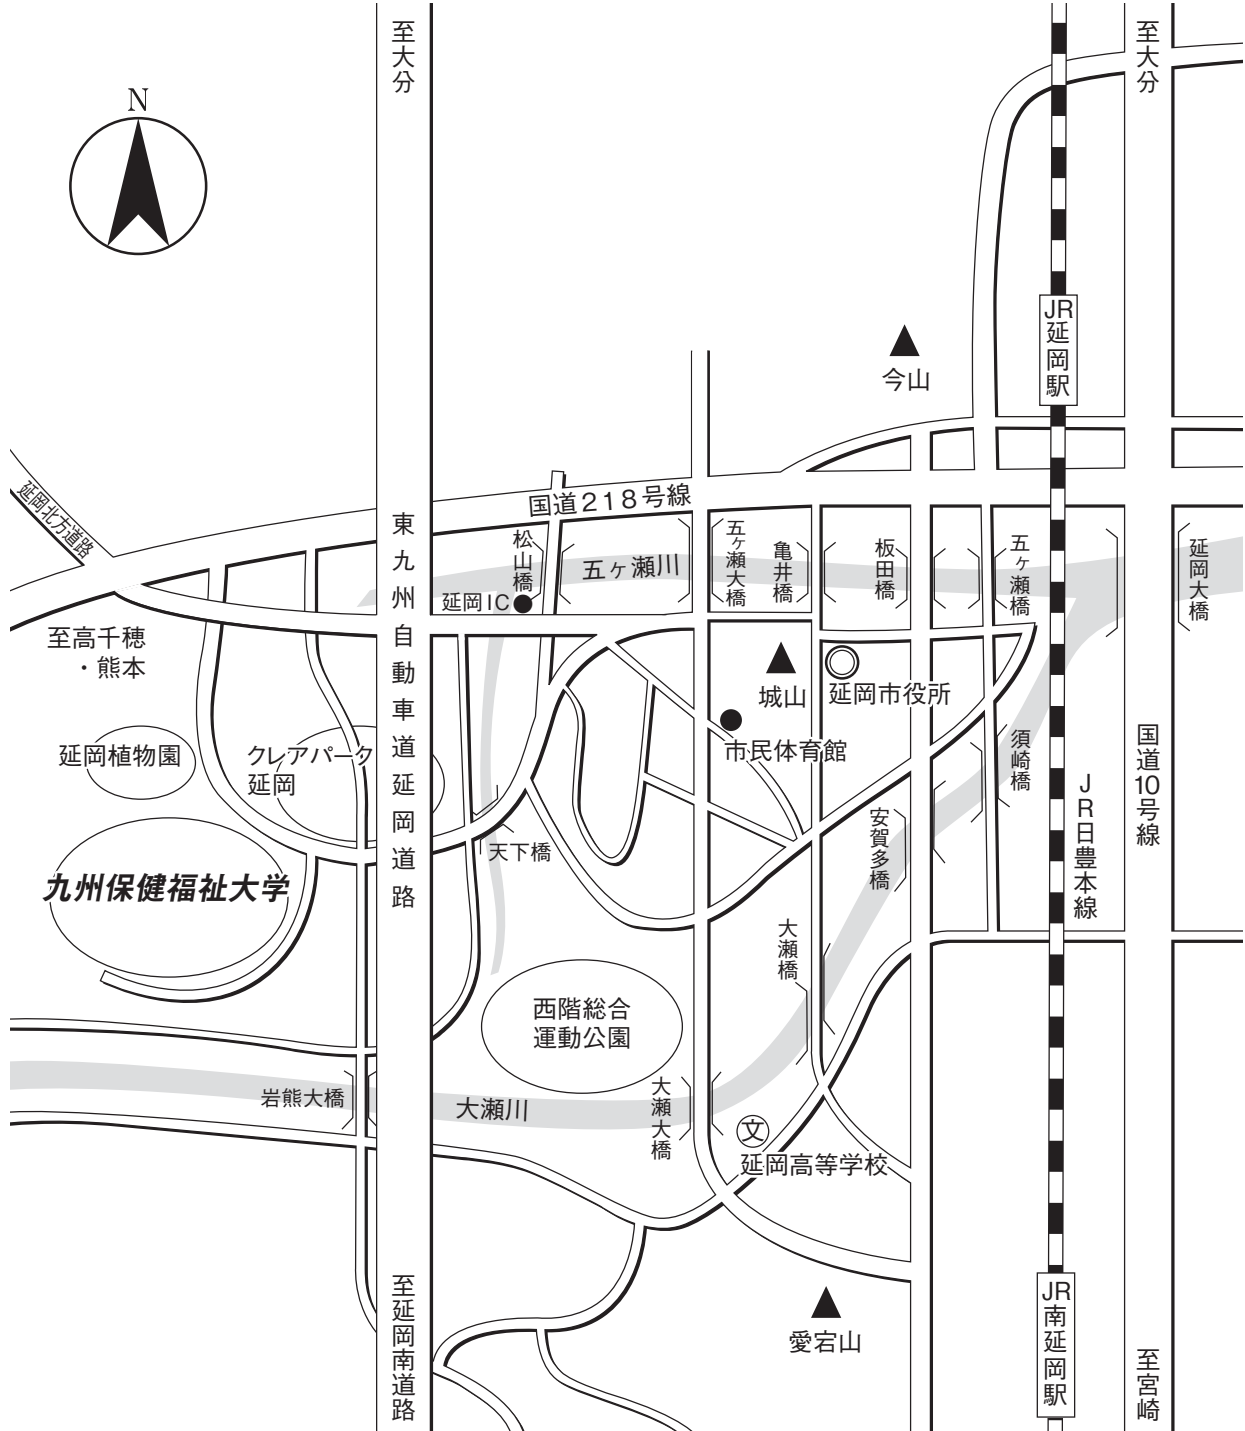 至大分
至大分
N
JR延岡駅
今山
延岡北方道路
国道218号線
東九州自動車道延岡道路
松山橋
五ヶ瀬川
五ヶ瀬大橋
亀井橋
板田橋
五ヶ瀬橋
延岡大橋
延岡IC
至高千穂
・熊本
城山
延岡市役所
市民体育館
延岡植物園
クレアパーク
延岡
須崎橋
国道10号線
JR日豊本線
天下橋
安賀多橋
九州保健福祉大学
大瀬橋
西階総合
運動公園
岩熊大橋
大瀬川
大瀬大橋
文
延岡高等学校
至延岡南道路
愛宕山
JR南延岡駅
至宮崎